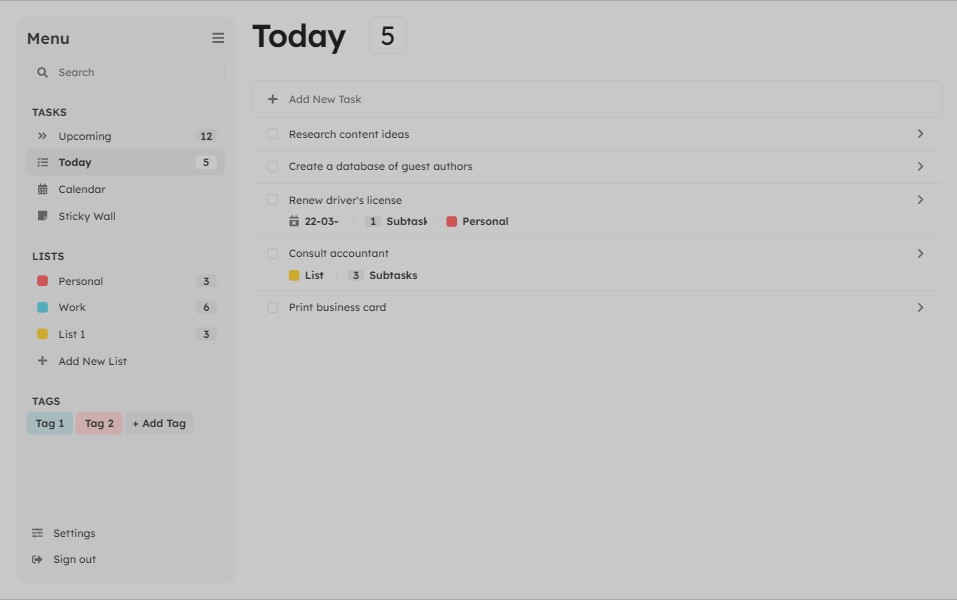 Menu
Search
TASKS
Upcoming 12
Today 5
Calendar
Sticky Wall
LISTS
Personal 3
Work 6
List 1 3
+ Add New List
TAGS
Tag 1 Tag 2 + Add Tag
Settings
Sign out
Today 5
+ Add New Task
Research content ideas
Create a database of guest authors
Renew driver's license
22-03- 1 Subtask Personal
Consult accountant
List 3 Subtasks
Print business card